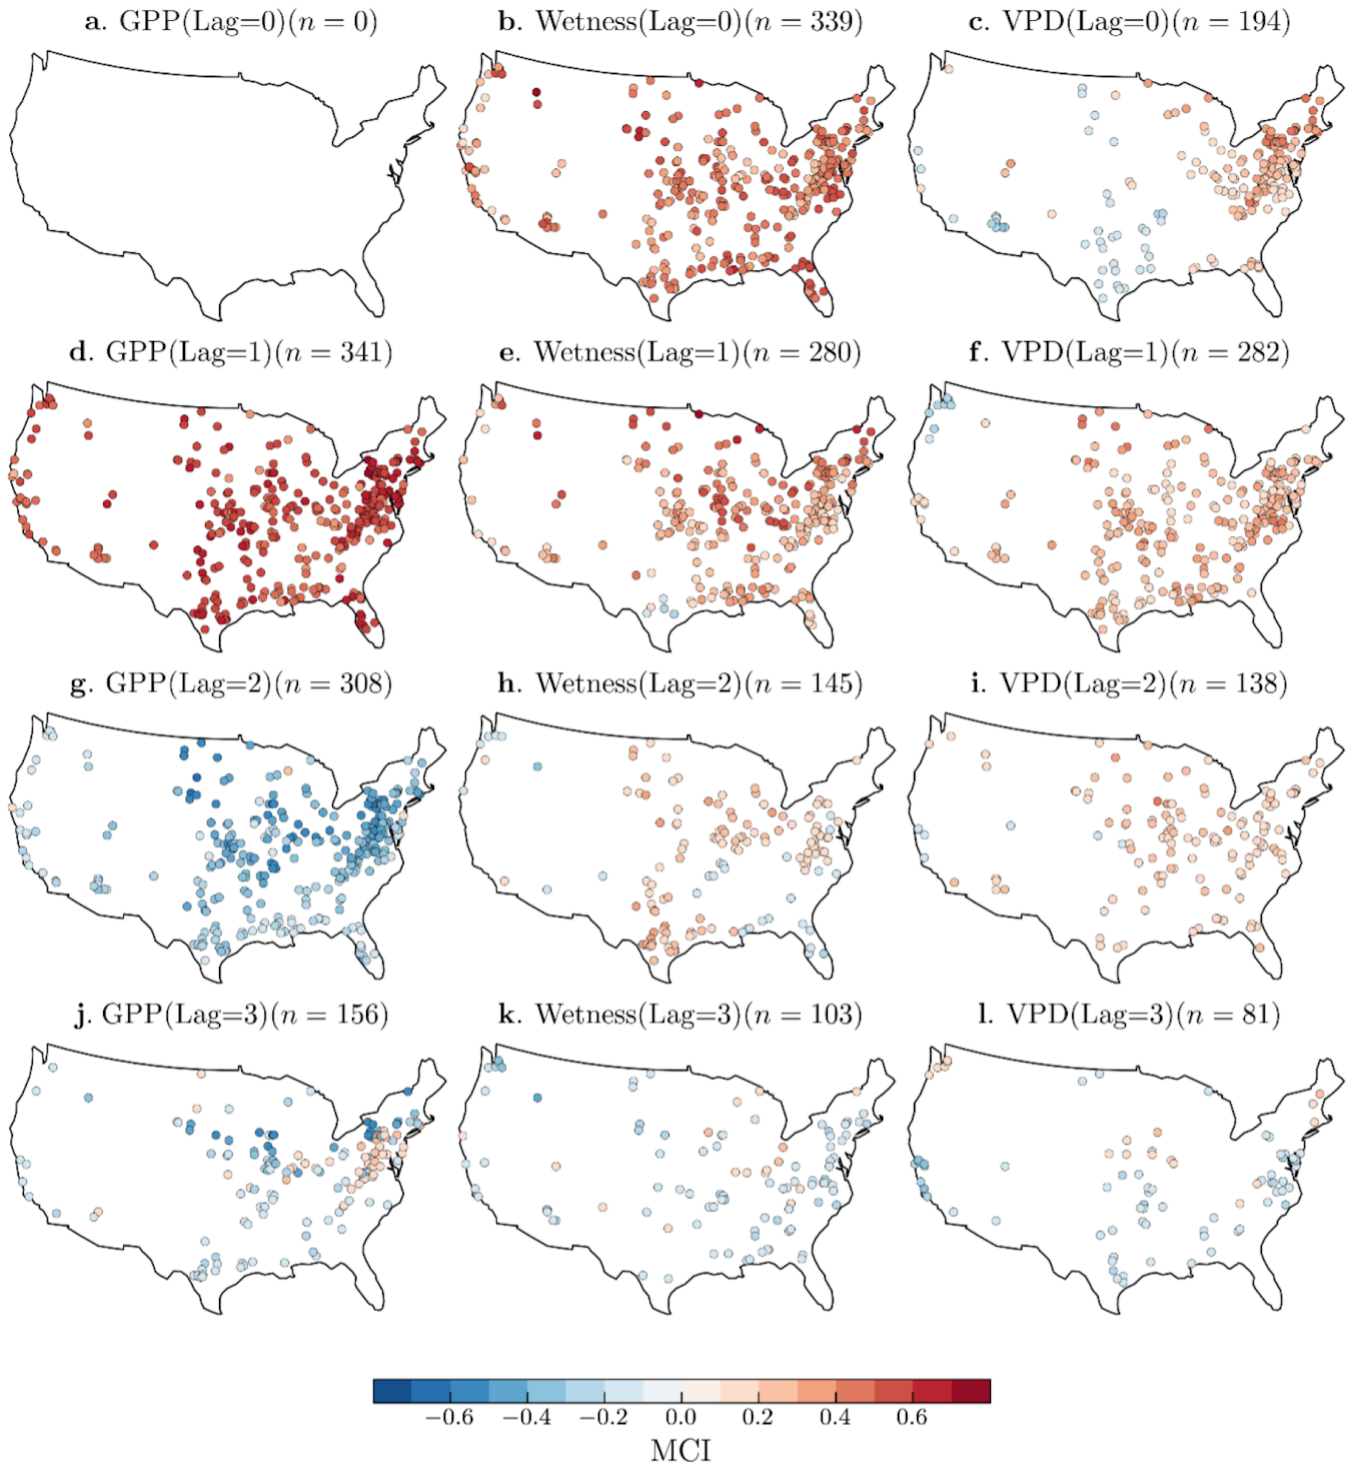 a. GPP(Lag=0)(n = 0)
b. Wetness(Lag=0)(n = 339)
c. VPD(Lag=0)(n = 194)
d. GPP(Lag=1)(n = 341)
e. Wetness(Lag=1)(n = 280)
f. VPD(Lag=1)(n = 282)
g. GPP(Lag=2)(n = 308)
h. Wetness(Lag=2)(n = 145)
i. VPD(Lag=2)(n = 138)
j. GPP(Lag=3)(n = 156)
k. Wetness(Lag=3)(n = 103)
l. VPD(Lag=3)(n = 81)
−0.6 −0.4 −0.2 0.0 0.2 0.4 0.6
MCI